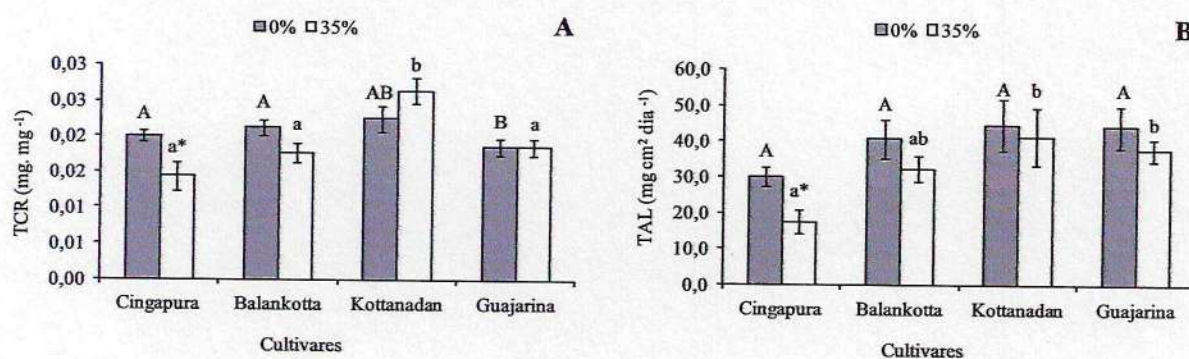 0% 35% A
TCR (mg. mg -1)
0,03
0,03
0,02
0,02
0,01
0,01
0,00
A a* A a AB b B a
Cingapura Balankotta Kottanadan Guajarina
Cultivares
0% 35% B
TAL (mg cm2 dia -1)
60,0
50,0
40,0
30,0
20,0
10,0
0,0
A a* A ab A b A b
Cingapura Balankotta Kottanadan Guajarina
Cultivares